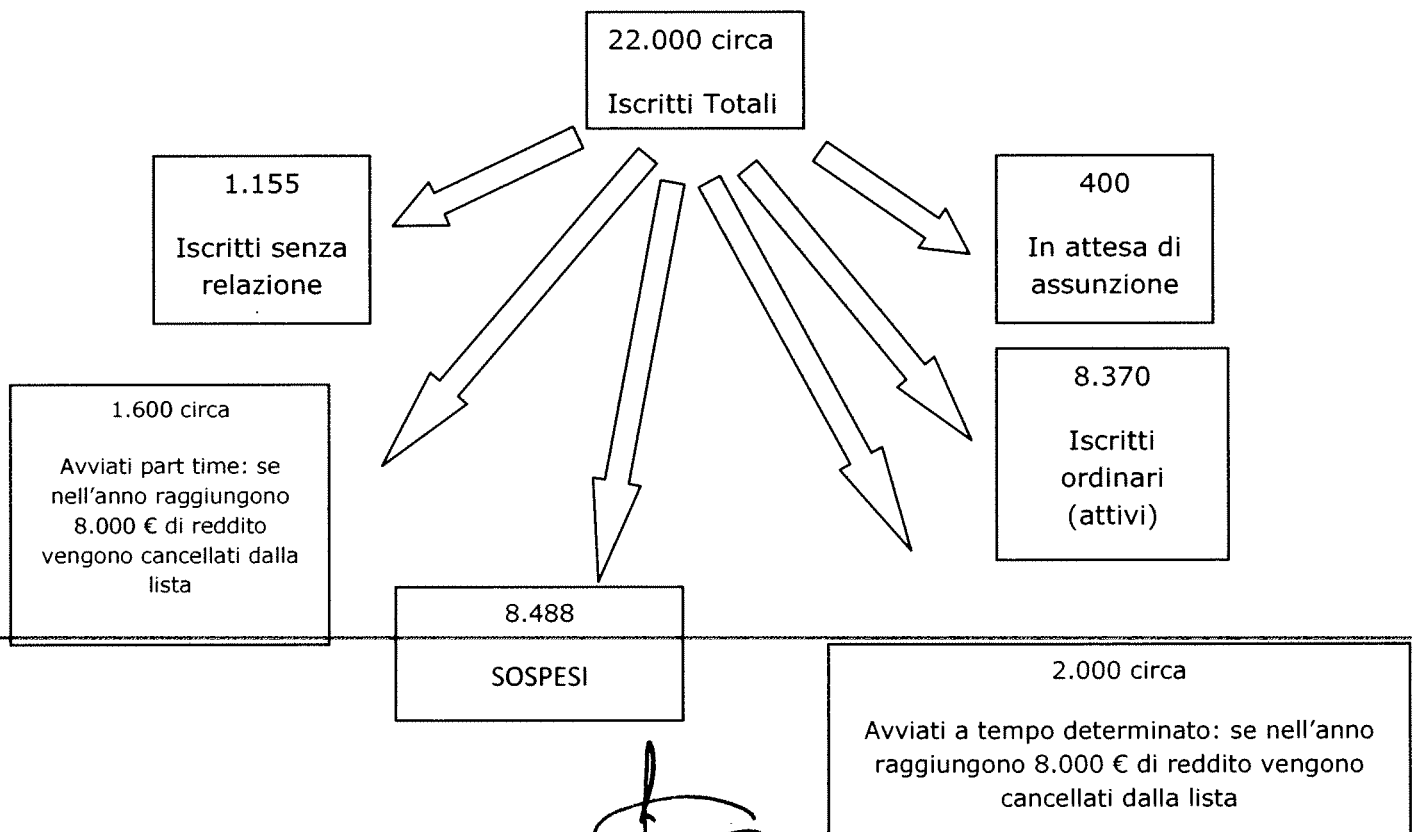 22.000 circa
Iscritti Totali
1.155
Iscritti senza
relazione
400
In attesa di
assunzione
1.600 circa
Avviati part time: se
nell'anno raggiungono
8.000 € di reddito
vengono cancellati dalla
lista
8.370
Iscritti
ordinari
(attivi)
8.488
SOSPESI
2.000 circa
Avviati a tempo determinato: se nell'anno
raggiungono 8.000 € di reddito vengono
cancellati dalla lista